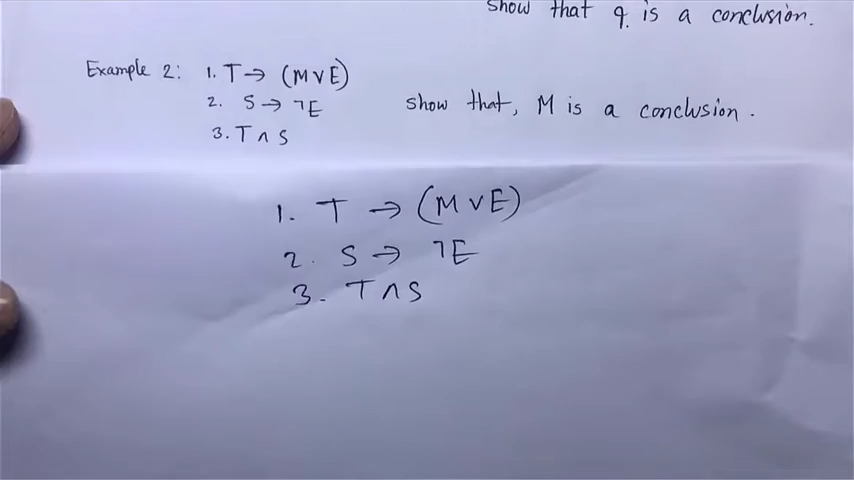 show that q is a conclusion.
Example 2: 1. T → (M ∨ E)
2. S → ¬E show that, M is a conclusion.
3. T ∧ S
1. T → (M ∨ E)
2. S → ¬E
3. T ∧ S